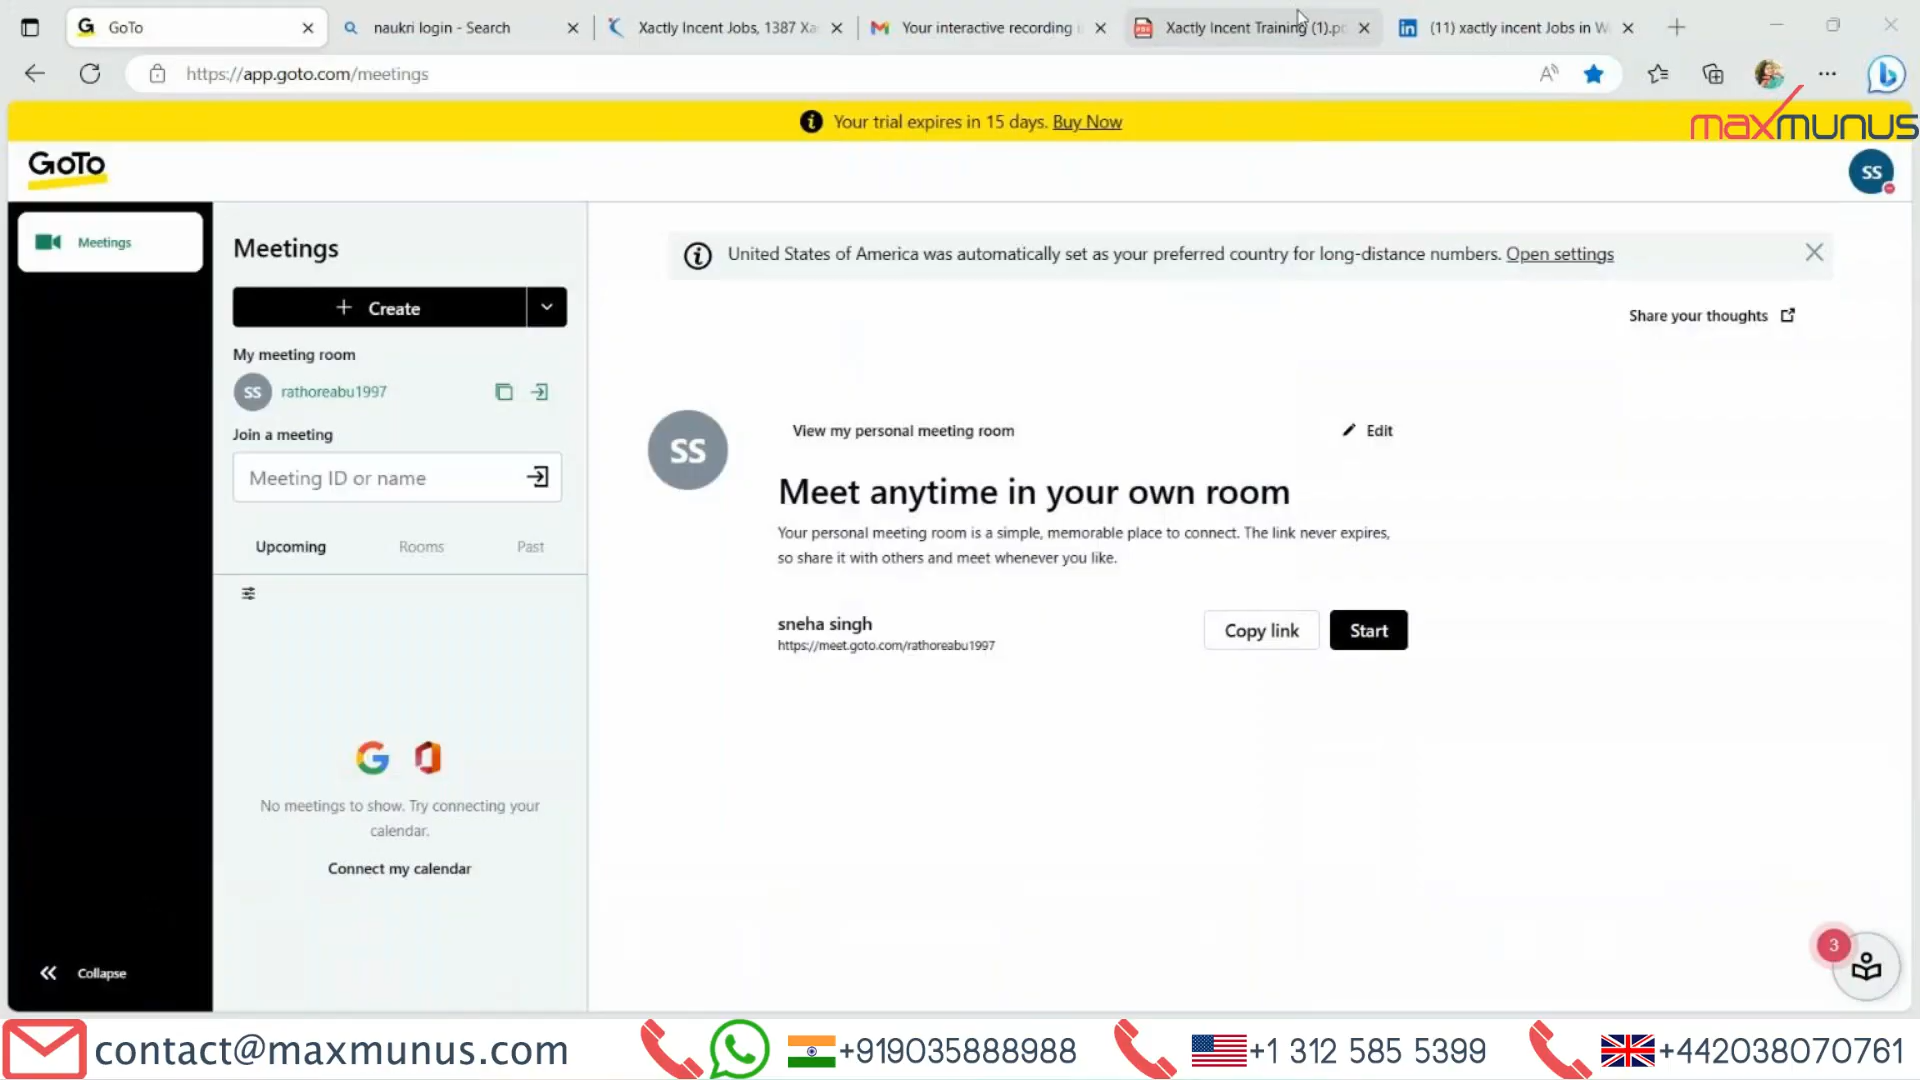 GoTo
naukri login - Search
Xactly Incent Jobs, 1387 Xa
Your interactive recording i
Xactly Incent Training (1).pd
(11) xactly incent Jobs in W
https://app.goto.com/meetings
Your trial expires in 15 days. Buy Now
maxmunus
GoTo
SS
Meetings
Meetings
United States of America was automatically set as your preferred country for long-distance numbers. Open settings
+ Create
Share your thoughts
My meeting room
SS rathoreabu1997
Join a meeting
Meeting ID or name
Upcoming Rooms Past
SS
View my personal meeting room
Edit
Meet anytime in your own room
Your personal meeting room is a simple, memorable place to connect. The link never expires,
so share it with others and meet whenever you like.
sneha singh
https://meet.goto.com/rathoreabu1997
Copy link
Start
No meetings to show. Try connecting your
calendar.
Connect my calendar
Collapse
3
contact@maxmunus.com
+919035888988
+1 312 585 5399
+442038070761